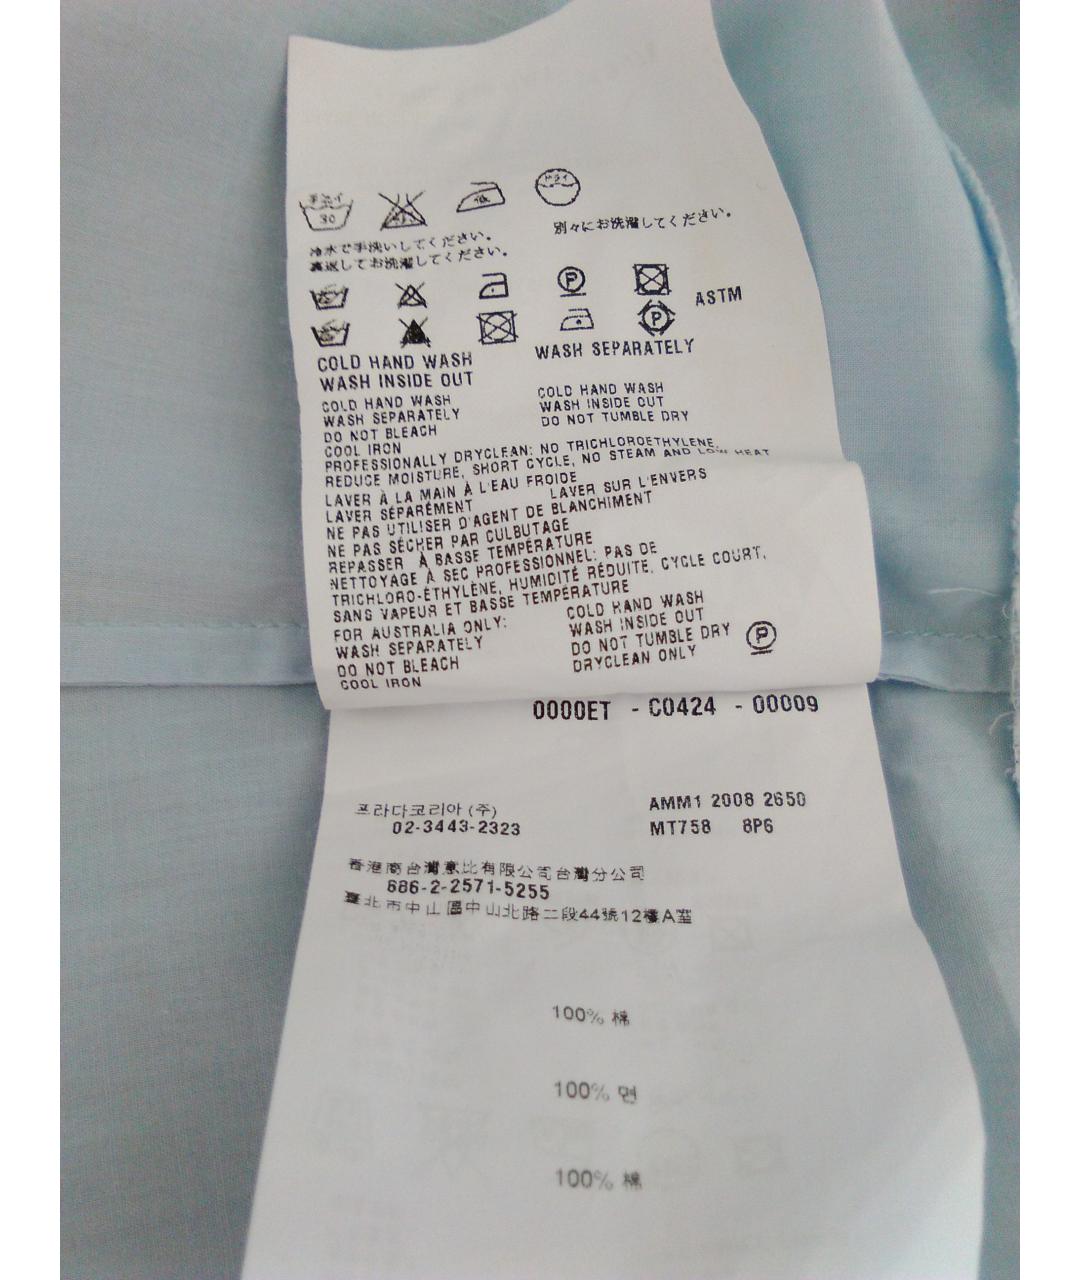 手洗イ
30
ドライ
冷水で手洗いしてください。
裏返してお洗濯してください。
別々にお洗濯してください。
P
ASTM
P
COLD HAND WASH
WASH INSIDE OUT
WASH SEPARATELY
COLD HAND WASH
WASH SEPARATELY
DO NOT BLEACH
COOL IRON
COLD HAND WASH
WASH INSIDE OUT
DO NOT TUMBLE DRY
PROFESSIONALLY DRYCLEAN: NO TRICHLOROETHYLENE,
REDUCE MOISTURE, SHORT CYCLE, NO STEAM AND LOW HEAT
LAVER À LA MAIN À L'EAU FROIDE
LAVER SÉPARÉMENT LAVER SUR L'ENVERS
NE PAS UTILISER D'AGENT DE BLANCHIMENT
NE PAS SÉCHER PAR CULBUTAGE
REPASSER À BASSE TEMPÉRATURE
NETTOYAGE À SEC PROFESSIONNEL: PAS DE
TRICHLORO-ÉTHYLÈNE, HUMIDITÉ RÉDUITE, CYCLE COURT,
SANS VAPEUR ET BASSE TEMPÉRATURE
FOR AUSTRALIA ONLY:
WASH SEPARATELY
DO NOT BLEACH
COOL IRON
COLD HAND WASH
WASH INSIDE OUT
DO NOT TUMBLE DRY
DRYCLEAN ONLY
P
0000ET - C0424 - 00009
프라다코리아 (주)
02-3443-2323
AMM1 2008 2650
MT758 8P6
香港商台灣意比有限公司台灣分公司
886-2-2571-5255
臺北市中山區中山北路二段44號12樓A室
100% 棉
100% 면
100% 棉